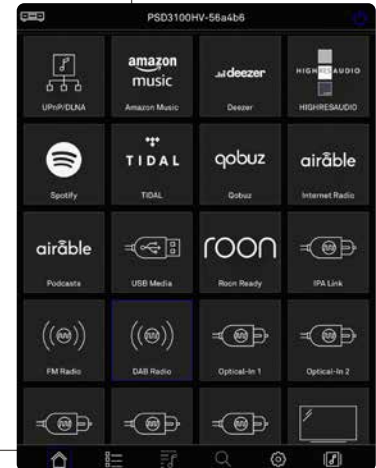 PSD3100HV-56a4b6
amazon music
deezer
HIGHRESAUDIO
UPnP/DLNA
Amazon Music
Deezer
HIGHRESAUDIO
TIDAL
qobuz
airable
Spotify
TIDAL
Qobuz
Internet Radio
airable
roon
Podcasts
USB Media
Roon Ready
IPA Link
FM Radio
DAB Radio
Optical-In 1
Optical-In 2